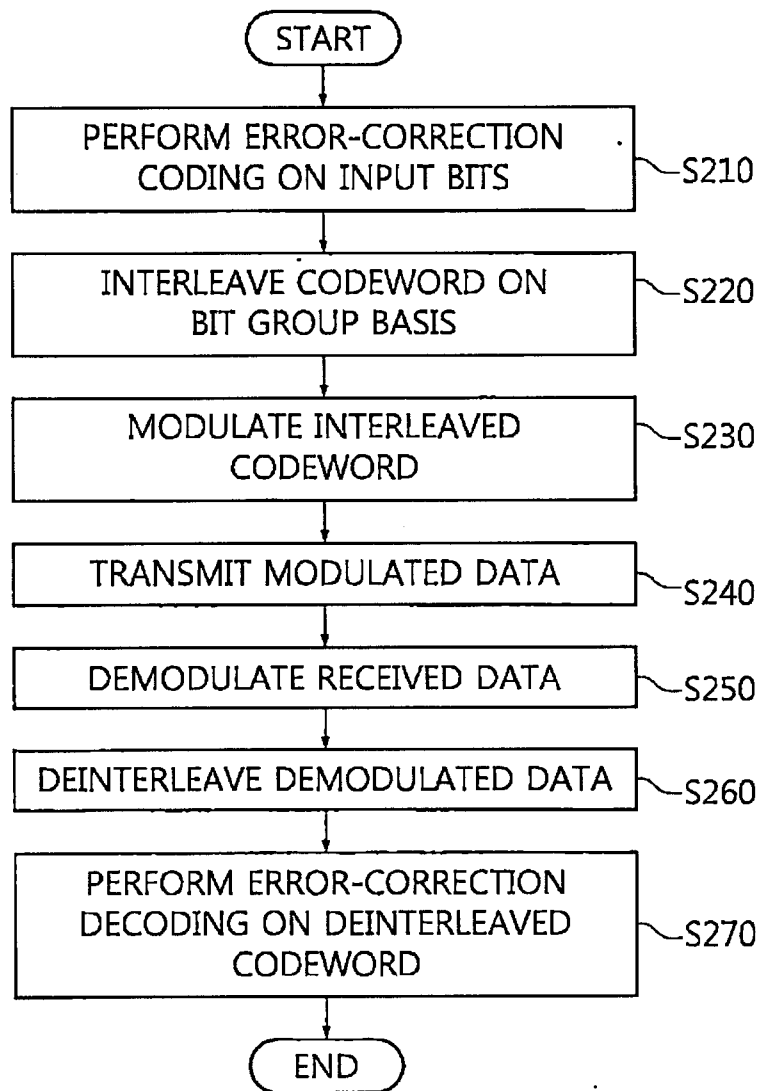 START
PERFORM ERROR-CORRECTION
CODING ON INPUT BITS
S210
INTERLEAVE CODEWORD ON
BIT GROUP BASIS
S220
MODULATE INTERLEAVED
CODEWORD
S230
TRANSMIT MODULATED DATA
S240
DEMODULATE RECEIVED DATA
S250
DEINTERLEAVE DEMODULATED DATA
S260
PERFORM ERROR-CORRECTION
DECODING ON DEINTERLEAVED
CODEWORD
S270
END